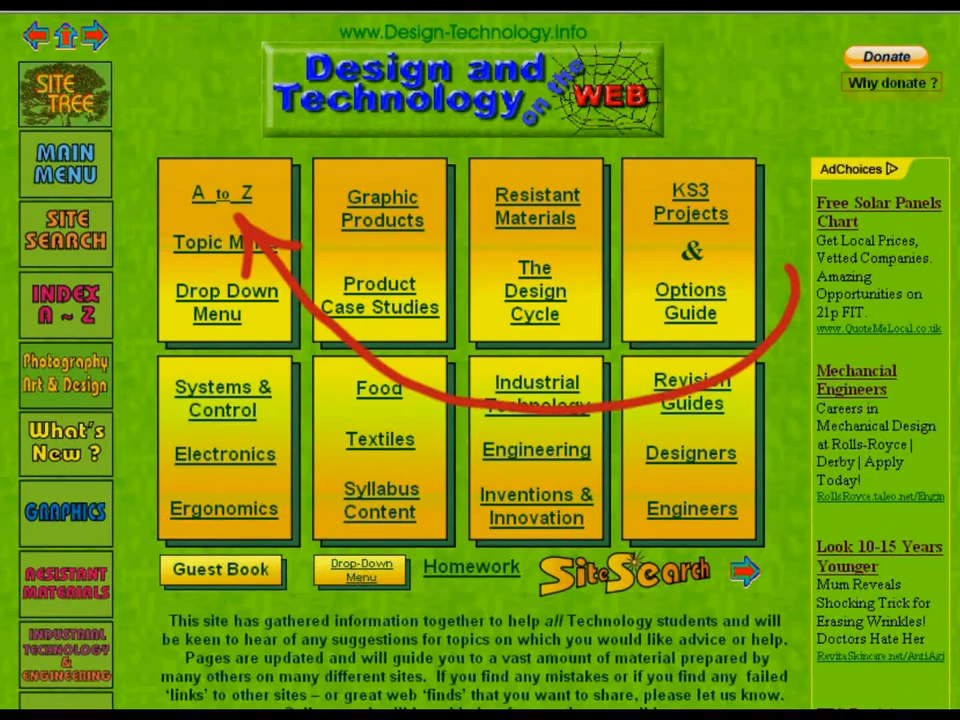 www.Design-Technology.info
Design and
Technology
on the
WEB
Donate
Why donate ?
SITE
TREE
MAIN
MENU
SITE
SEARCH
INDEX
A ~ Z
Photography
Art & Design
What's
New ?
GRAPHICS
RESISTANT
MATERIALS
INDUSTRIAL
TECHNOLOGY
&
ENGINEERING
A to Z
Topic
Drop Down
Menu
Graphic
Products
Product
Case Studies
Resistant
Materials
The
Design
Cycle
KS3
Projects
&
Options
Guide
Systems &
Control
Electronics
Ergonomics
Food
Textiles
Syllabus
Content
Industrial
Technology
Engineering
Inventions &
Innovation
Revision
Guides
Designers
Engineers
Guest Book
Drop-Down
Menu
Homework
SiteSearch
This site has gathered information together to help all Technology students and will
be keen to hear of any suggestions for topics on which you would like advice or help.
Pages are updated and will guide you to a vast amount of material prepared by
many others on many different sites. If you find any mistakes or if you find any failed
'links' to other sites – or great web 'finds' that you want to share, please let us know.
AdChoices
Free Solar Panels
Chart
Get Local Prices,
Vetted Companies.
Amazing
Opportunities on
21p FIT.
www.QuoteMeLocal.co.uk
Mechancial
Engineers
Careers in
Mechanical Design
at Rolls-Royce |
Derby | Apply
Today!
RollsRoyce.taleo.net/Engin
Look 10-15 Years
Younger
Mum Reveals
Shocking Trick for
Erasing Wrinkles!
Doctors Hate Her
RevitaSkincare.net/AntiAgi